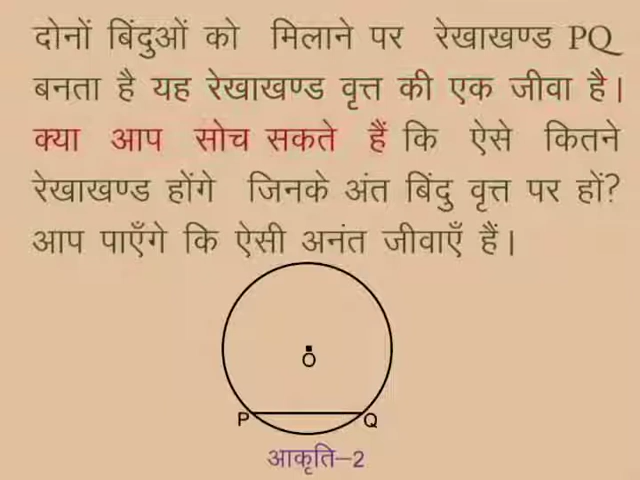 दोनों बिंदुओं को मिलाने पर रेखाखण्ड PQ
बनता है यह रेखाखण्ड वृत्त की एक जीवा है।
क्या आप सोच सकते हैं कि ऐसे कितने
रेखाखण्ड होंगे जिनके अंत बिंदु वृत्त पर हों?
आप पाएँगे कि ऐसी अनंत जीवाएँ हैं।
O
P Q
आकृति–2